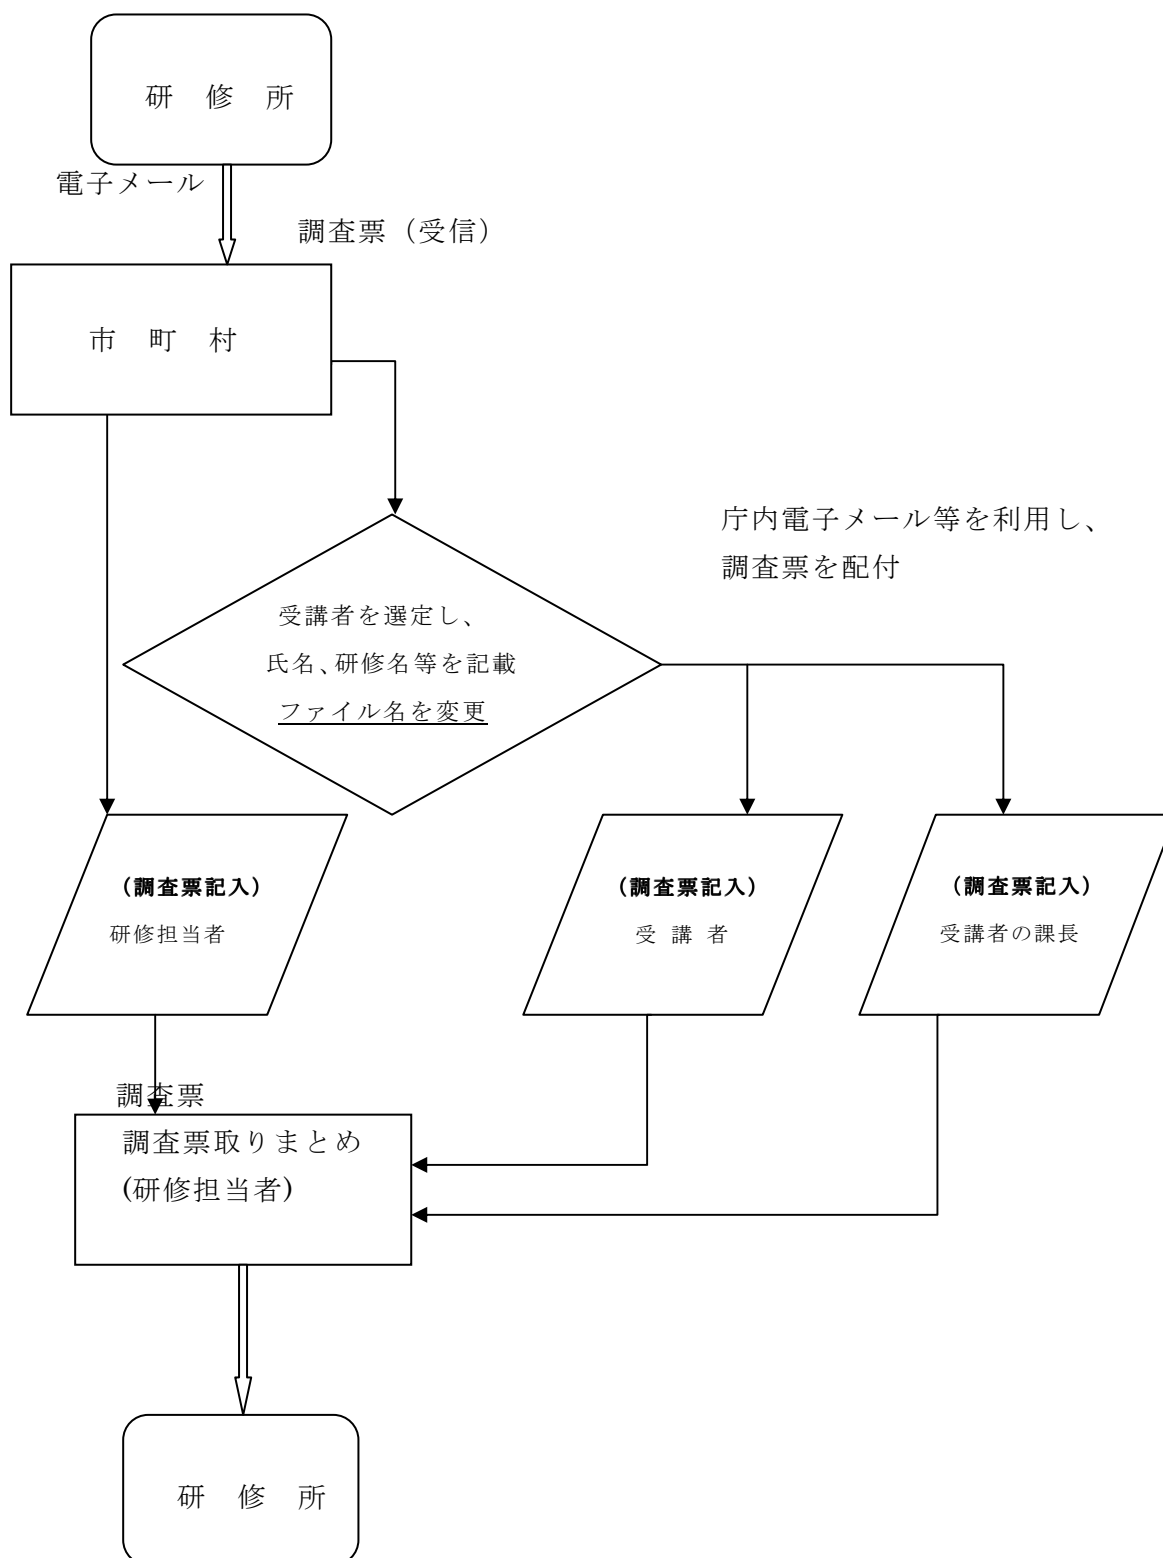 研　修　所
電子メール
調査票（受信）
市　町　村
庁内電子メール等を利用し、
調査票を配付
受講者を選定し、
氏名、研修名等を記載
ファイル名を変更
（調査票記入）
研修担当者
（調査票記入）
受 講 者
（調査票記入）
受講者の課長
調査票
調査票取りまとめ
(研修担当者)
研　修　所